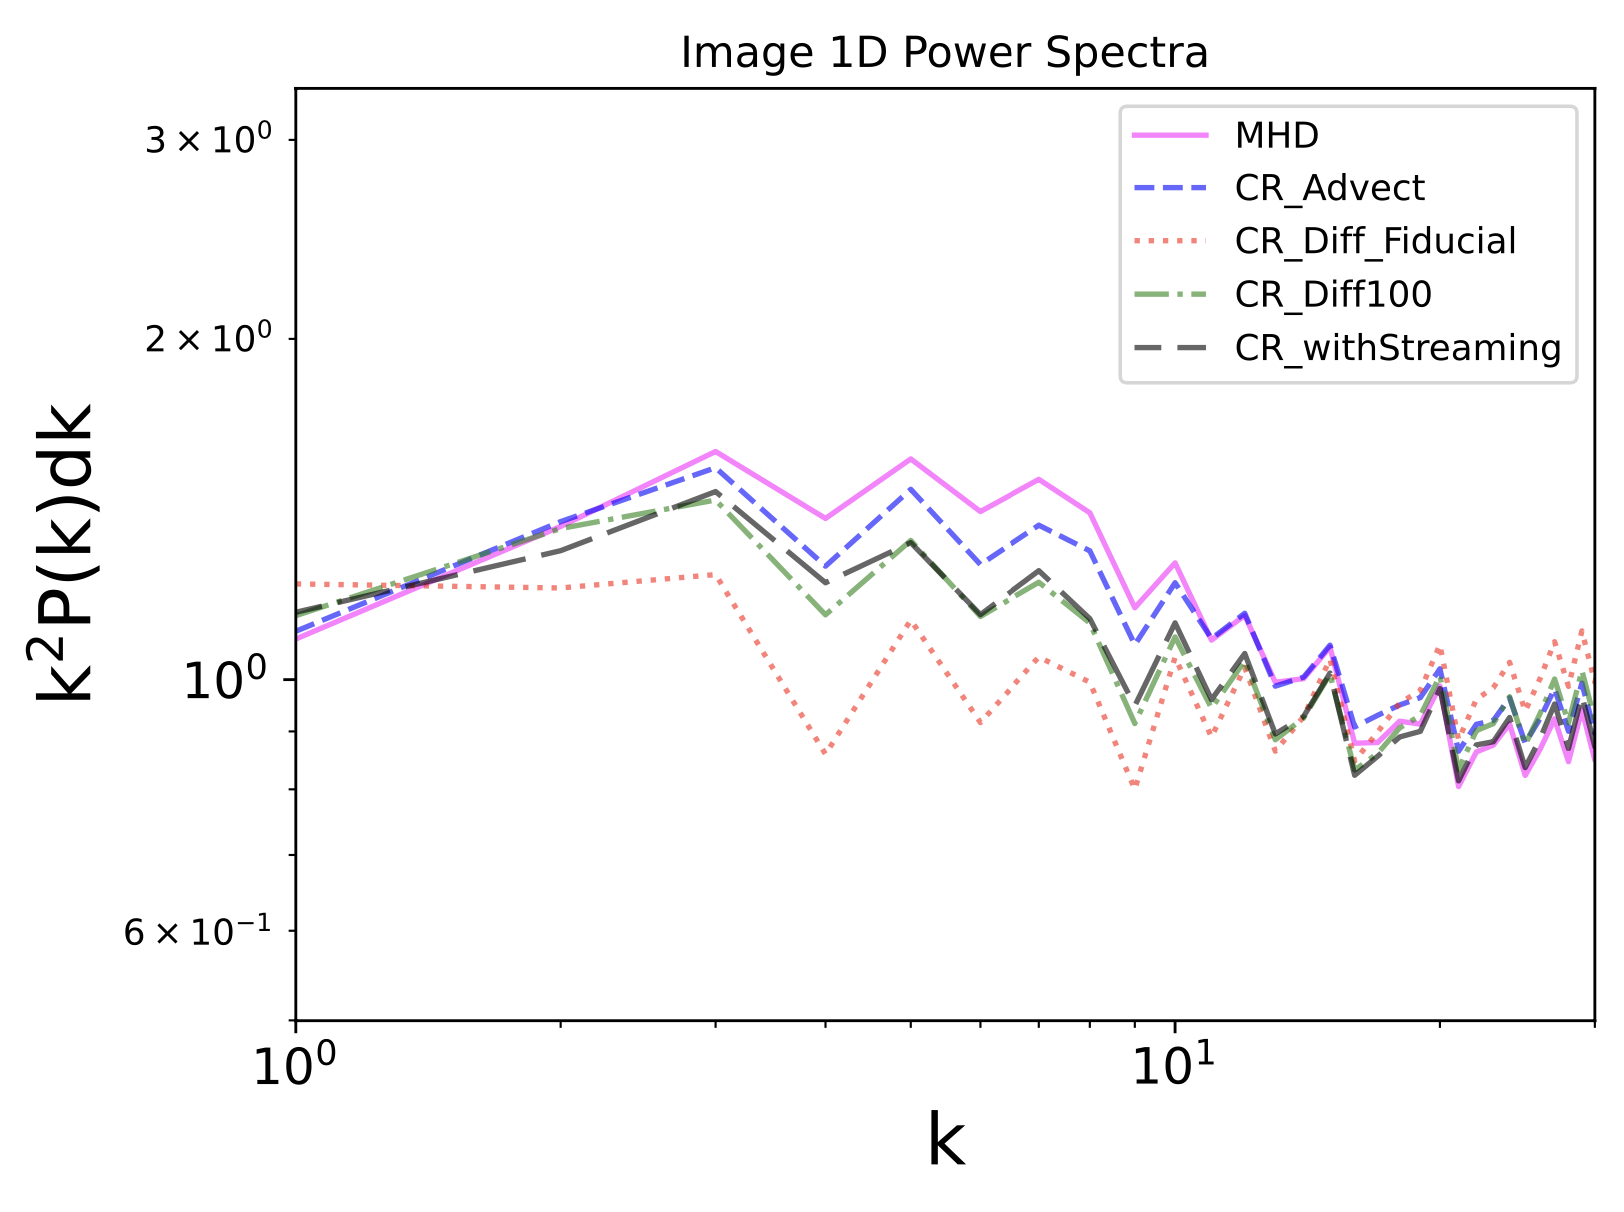 Image 1D Power Spectra
MHD
CR_Advect
CR_Diff_Fiducial
CR_Diff100
CR_withStreaming
3 × 10⁰
2 × 10⁰
10⁰
6 × 10⁻¹
k²P(k)dk
10⁰
10¹
k